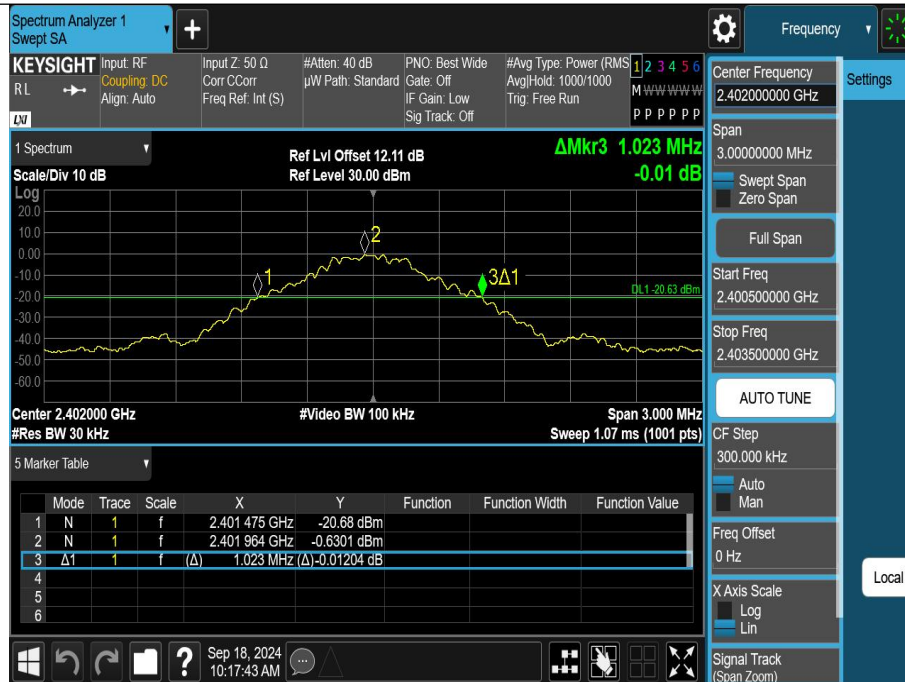 Spectrum Analyzer 1
Swept SA
+
Frequency
KEYSIGHT
RL
LXI
Input: RF
Coupling: DC
Align: Auto
Input Z: 50 Ω
Corr CCorr
Freq Ref: Int (S)
#Atten: 40 dB
µW Path: Standard
PNO: Best Wide
Gate: Off
IF Gain: Low
Sig Track: Off
#Avg Type: Power (RMS
Avg|Hold: 1000/1000
Trig: Free Run
1 2 3 4 5 6
M W W W W W
P P P P P P
1 Spectrum
Scale/Div 10 dB
Ref Lvl Offset 12.11 dB
Ref Level 30.00 dBm
ΔMkr3 1.023 MHz
-0.01 dB
Log
20.0
10.0
0.00
-10.0
-20.0
-30.0
-40.0
-50.0
-60.0
1
2
3Δ1
DL1 -20.63 dBm
Center 2.402000 GHz
#Video BW 100 kHz
Span 3.000 MHz
#Res BW 30 kHz
Sweep 1.07 ms (1001 pts)
5 Marker Table
Mode Trace Scale X Y Function Function Width Function Value
1 N 1 f 2.401 475 GHz -20.68 dBm
2 N 1 f 2.401 964 GHz -0.6301 dBm
3 Δ1 1 f (Δ) 1.023 MHz (Δ) -0.01204 dB
4
5
6
?
Sep 18, 2024
10:17:43 AM
Center Frequency
2.402000000 GHz
Settings
Span
3.00000000 MHz
Swept Span
Zero Span
Full Span
Start Freq
2.400500000 GHz
Stop Freq
2.403500000 GHz
AUTO TUNE
CF Step
300.000 kHz
Auto
Man
Freq Offset
0 Hz
Local
X Axis Scale
Log
Lin
Signal Track
(Span Zoom)